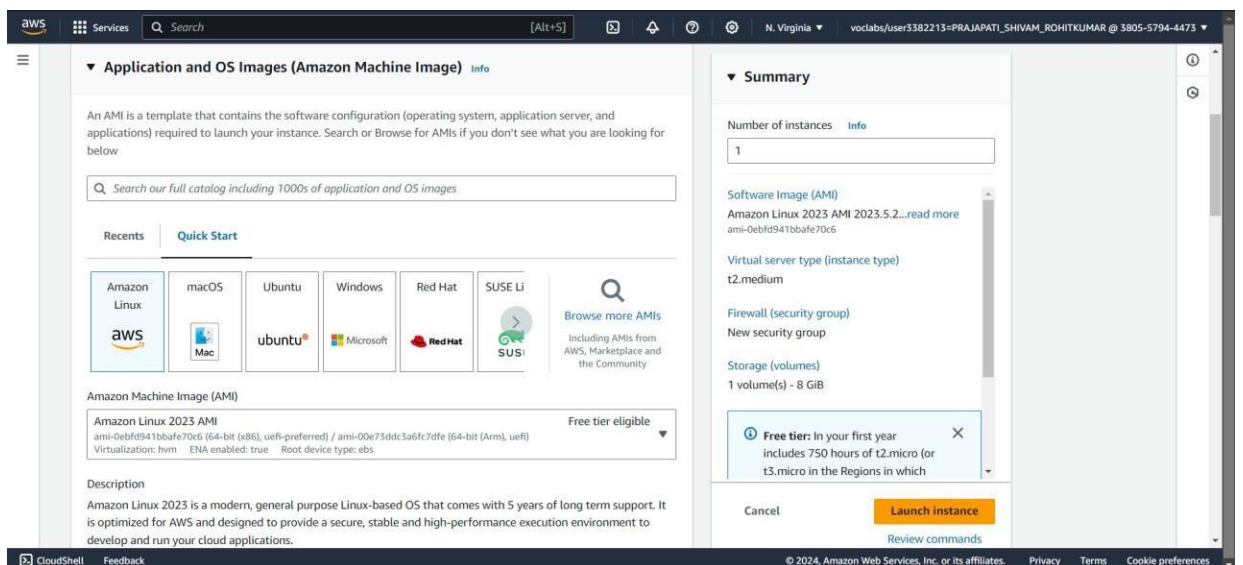 aws
Services
Search
[Alt+S]
N. Virginia
voclabs/user3382213=PRAJAPATI_SHIVAM_ROHITKUMAR @ 3805-5794-4473
Application and OS Images (Amazon Machine Image) Info
An AMI is a template that contains the software configuration (operating system, application server, and
applications) required to launch your instance. Search or Browse for AMIs if you don't see what you are looking for
below
Search our full catalog including 1000s of application and OS images
Recents
Quick Start
Amazon
Linux
aws
macOS
Mac
Ubuntu
ubuntu
Windows
Microsoft
Red Hat
RedHat
SUSE Li
SUS
Browse more AMIs
Including AMIs from
AWS, Marketplace and
the Community
Amazon Machine Image (AMI)
Amazon Linux 2023 AMI
Free tier eligible
ami-0ebfd941bbafe70c6 (64-bit (x86), uefi-preferred) / ami-00e73ddc3a6fc7dfe (64-bit (Arm), uefi)
Virtualization: hvm ENA enabled: true Root device type: ebs
Description
Amazon Linux 2023 is a modern, general purpose Linux-based OS that comes with 5 years of long term support. It
is optimized for AWS and designed to provide a secure, stable and high-performance execution environment to
develop and run your cloud applications.
Summary
Number of instances Info
1
Software Image (AMI)
Amazon Linux 2023 AMI 2023.5.2...read more
ami-0ebfd941bbafe70c6
Virtual server type (instance type)
t2.medium
Firewall (security group)
New security group
Storage (volumes)
1 volume(s) - 8 GiB
Free tier: In your first year
includes 750 hours of t2.micro (or
t3.micro in the Regions in which
Cancel
Launch instance
Review commands
CloudShell
Feedback
© 2024, Amazon Web Services, Inc. or its affiliates.
Privacy
Terms
Cookie preferences